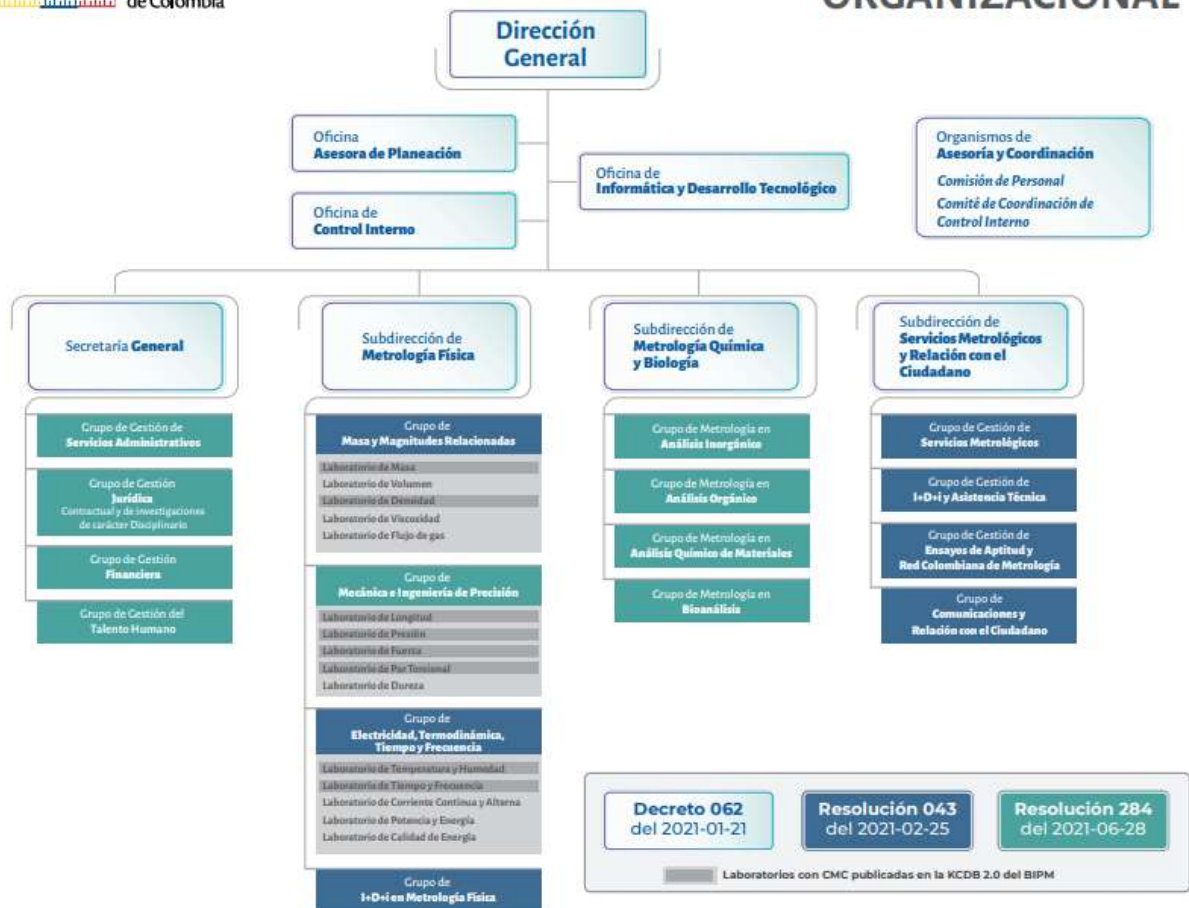 de Colombia
ORGANIZACIONAL
Dirección
General
Oficina
Asesora de Planeación
Oficina de
Informática y Desarrollo Tecnológico
Oficina de
Control Interno
Organismos de
Asesoría y Coordinación
Comisión de Personal
Comité de Coordinación de
Control Interno
Secretaría General
Grupo de Gestión de
Servicios Administrativos
Grupo de Gestión
Jurídica
Contractual y de investigaciones
de carácter Disciplinario
Grupo de Gestión
Financiera
Grupo de Gestión del
Talento Humano
Subdirección de
Metrología Física
Grupo de
Masa y Magnitudes Relacionadas
Laboratorio de Masa
Laboratorio de Volumen
Laboratorio de Densidad
Laboratorio de Viscosidad
Laboratorio de Flujo de gas
Grupo de
Mecánica e Ingeniería de Precisión
Laboratorio de Longitud
Laboratorio de Presión
Laboratorio de Fuerza
Laboratorio de Par Torsional
Laboratorio de Dureza
Grupo de
Electricidad, Termodinámica,
Tiempo y Frecuencia
Laboratorio de Temperatura y Humedad
Laboratorio de Tiempo y Frecuencia
Laboratorio de Corriente Continua y Alterna
Laboratorio de Potencia y Energía
Laboratorio de Calidad de Energía
Grupo de
I+D+i en Metrología Física
Subdirección de
Metrología Química
y Biología
Grupo de Metrología en
Análisis Inorgánico
Grupo de Metrología en
Análisis Orgánico
Grupo de Metrología en
Análisis Químico de Materiales
Grupo de Metrología en
Bioanálisis
Subdirección de
Servicios Metrológicos
y Relación con el
Ciudadano
Grupo de Gestión de
Servicios Metrológicos
Grupo de Gestión de
I+D+i y Asistencia Técnica
Grupo de Gestión de
Ensayos de Aptitud y
Red Colombiana de Metrología
Grupo de
Comunicaciones y
Relación con el Ciudadano
Decreto 062
del 2021-01-21
Resolución 043
del 2021-02-25
Resolución 284
del 2021-06-28
Laboratorios con CMC publicadas en la KCDB 2.0 del BIPM